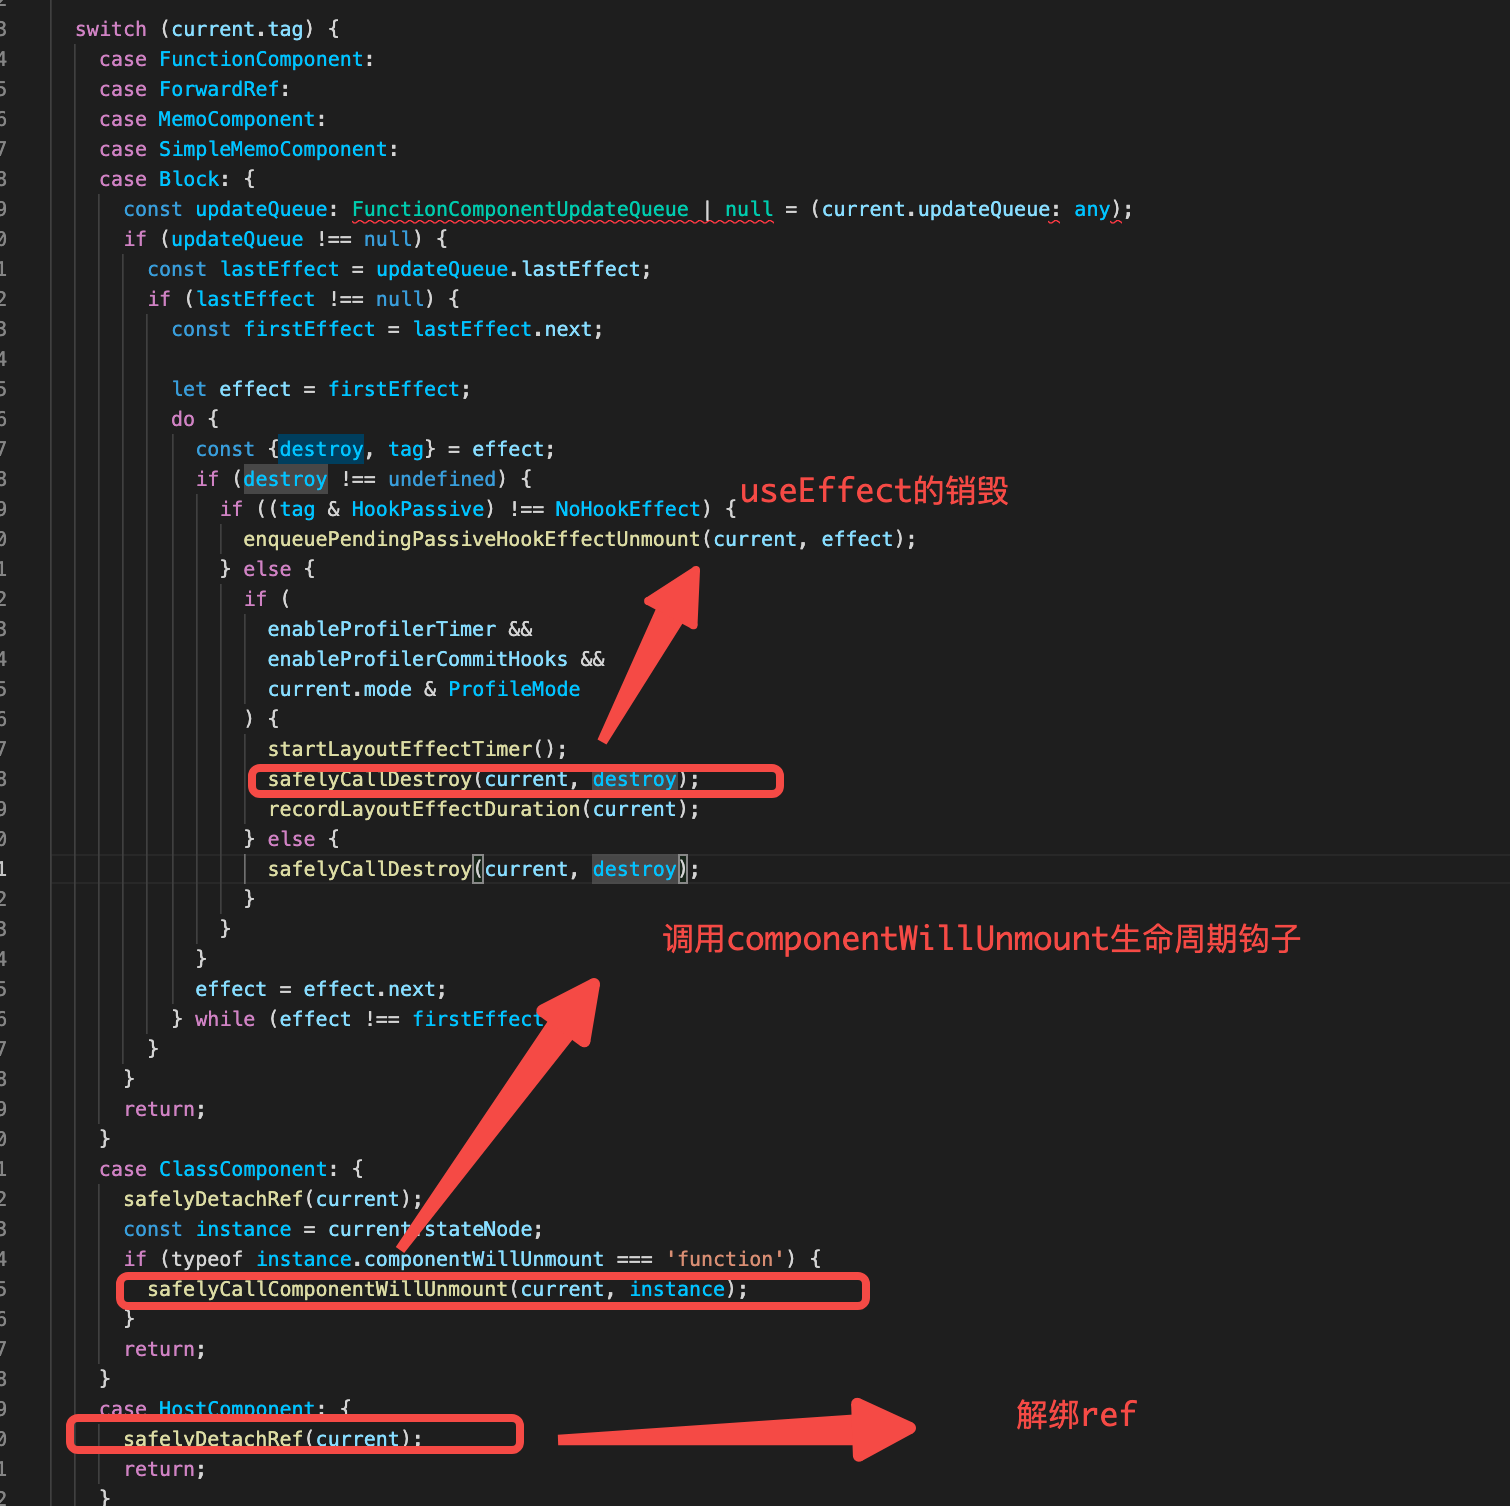 switch (current.tag) {
case FunctionComponent:
case ForwardRef:
case MemoComponent:
case SimpleMemoComponent:
case Block: {
const updateQueue: FunctionComponentUpdateQueue | null = (current.updateQueue: any);
if (updateQueue !== null) {
const lastEffect = updateQueue.lastEffect;
if (lastEffect !== null) {
const firstEffect = lastEffect.next;
let effect = firstEffect;
do {
const {destroy, tag} = effect;
if (destroy !== undefined) {
useEffect的销毁
if ((tag & HookPassive) !== NoHookEffect) {
enqueuePendingPassiveHookEffectUnmount(current, effect);
} else {
if (
enableProfilerTimer &&
enableProfilerCommitHooks &&
current.mode & ProfileMode
) {
startLayoutEffectTimer();
safelyCallDestroy(current, destroy);
recordLayoutEffectDuration(current);
} else {
safelyCallDestroy(current, destroy);
}
}
调用componentWillUnmount生命周期钩子
}
effect = effect.next;
} while (effect !== firstEffect
}
}
return;
}
case ClassComponent: {
safelyDetachRef(current);
const instance = current.stateNode;
if (typeof instance.componentWillUnmount === 'function') {
safelyCallComponentWillUnmount(current, instance);
}
return;
}
case HostComponent: {
解绑ref
safelyDetachRef(current);
return;
}